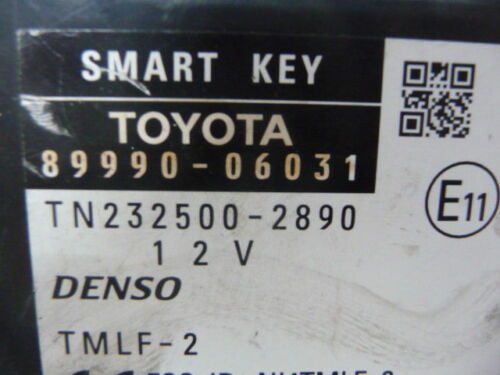 SMART KEY
TOYOTA
89990-06031
E11
TN232500-2890
12V
DENSO
TMLF-2